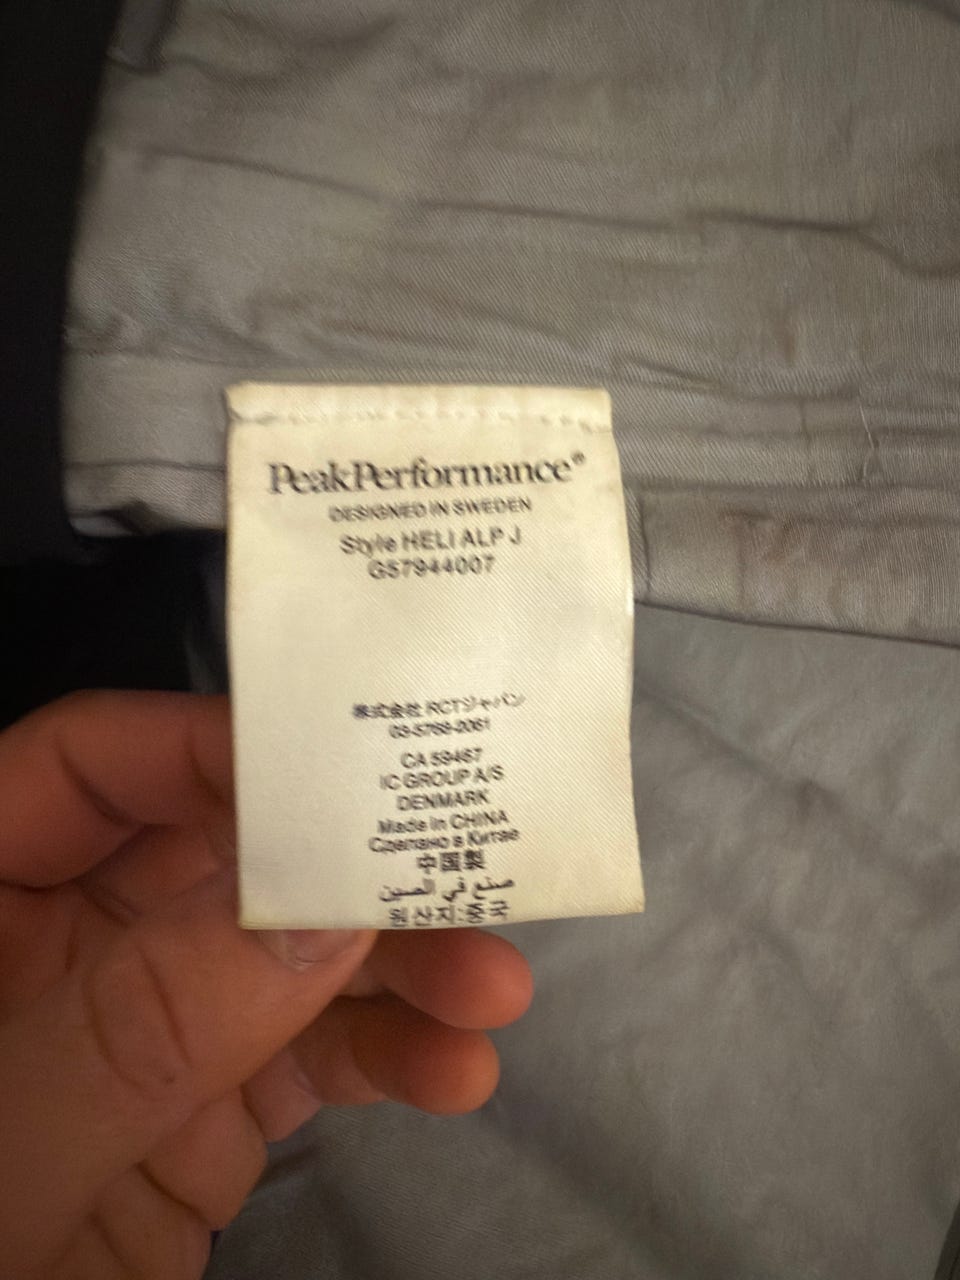 PeakPerformance®
DESIGNED IN SWEDEN
Style HELI ALP J
G57944007
株式会社 RCTジャパン
03-5769-2061
CA 59467
IC GROUP A/S
DENMARK
Made in CHINA
Сделано в Китае
中国製
صنع في الصين
원산지:중국